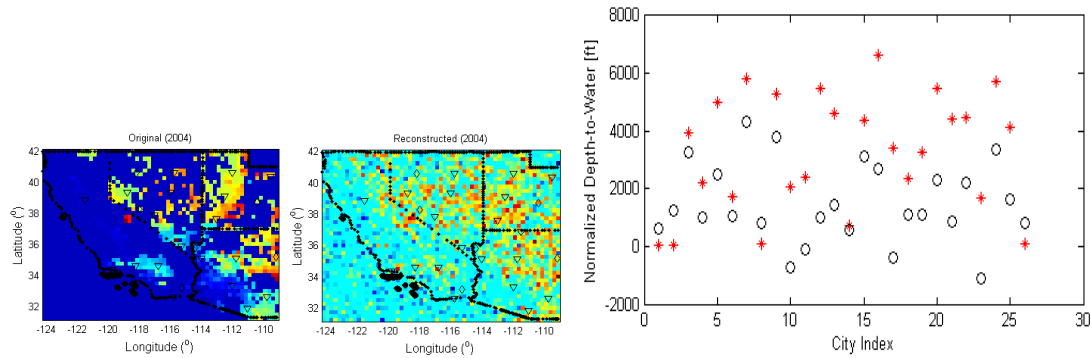 Original (2004)
42
40
38
36
34
32
Latitude (º)
-124 -122 -120 -118 -116 -114 -112 -110
Longitude (º)
Reconstructed (2004)
42
40
38
36
34
32
Latitude (º)
-124 -122 -120 -118 -116 -114 -112 -110
Longitude (º)
8000
6000
4000
2000
0
-2000
Normalized Depth-to-Water [ft]
0 5 10 15 20 25 30
City Index